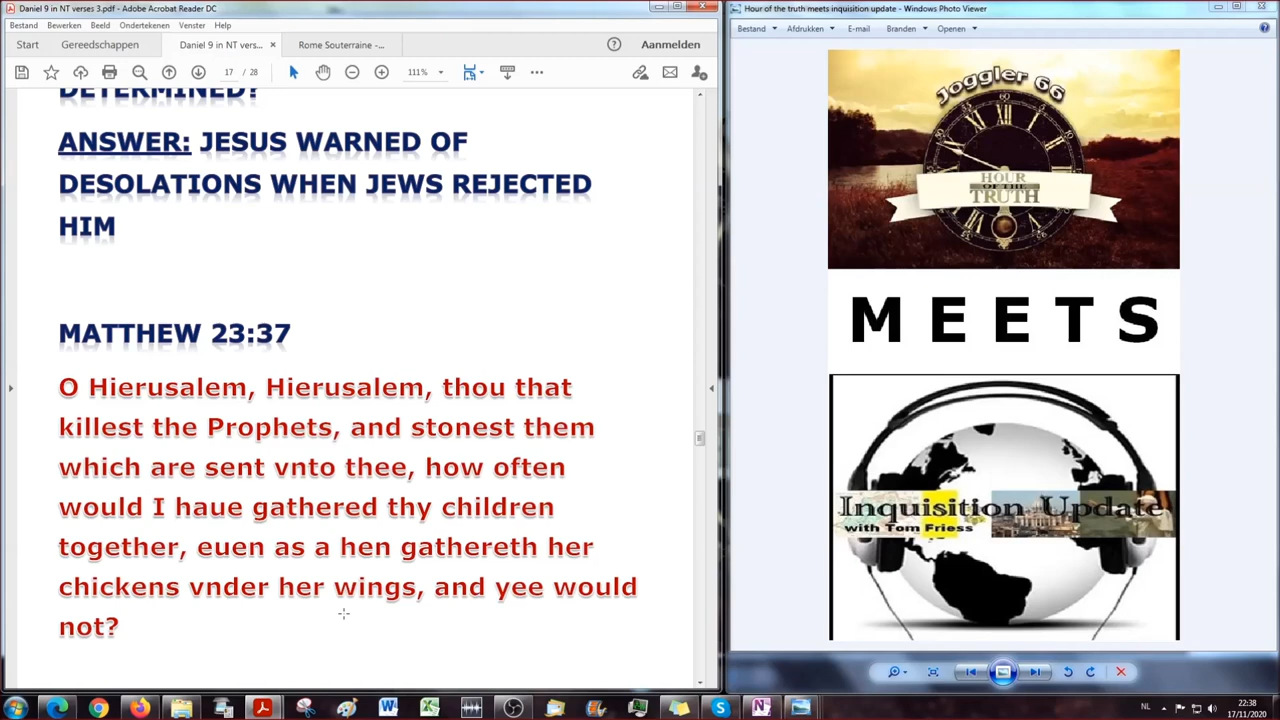 Daniel 9 in NT verses 3.pdf - Adobe Acrobat Reader DC
Bestand Bewerken Beeld Ondertekenen Venster Help
Start Gereedschappen Daniel 9 in NT vers... × Rome Souterraine -... Aanmelden
17 / 28 111%
DETERMINED?
ANSWER: JESUS WARNED OF
DESOLATIONS WHEN JEWS REJECTED
HIM
MATTHEW 23:37
O Hierusalem, Hierusalem, thou that
killest the Prophets, and stonest them
which are sent vnto thee, how often
would I haue gathered thy children
together, euen as a hen gathereth her
chickens vnder her wings, and yee would
not?
Hour of the truth meets inquisition update - Windows Photo Viewer
Bestand Afdrukken E-mail Branden Openen
Joggler 66
HOUR
OF THE
TRUTH
MEETS
Inquisition Update
with Tom Friess
NL 22:38
17/11/2020